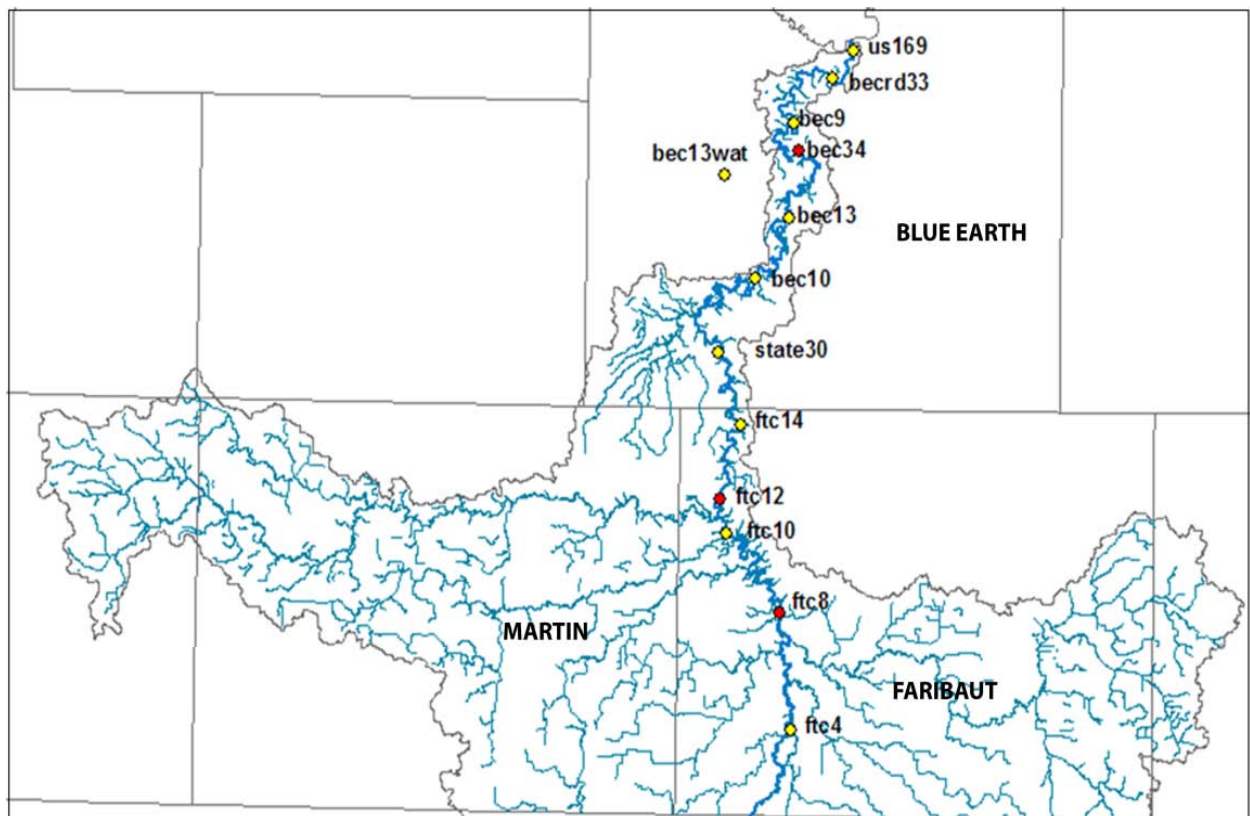 us169
becrd33
bec9
bec34
bec13wat
bec13
BLUE EARTH
bec10
state30
ftc14
ftc12
ftc10
ftc8
MARTIN
FARIBAUT
ftc4